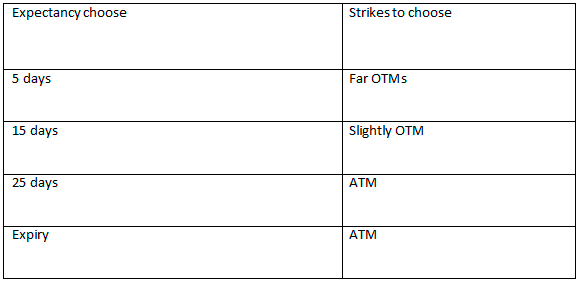 Expectancy choose Strikes to choose
5 days Far OTMs
15 days Slightly OTM
25 days ATM
Expiry ATM